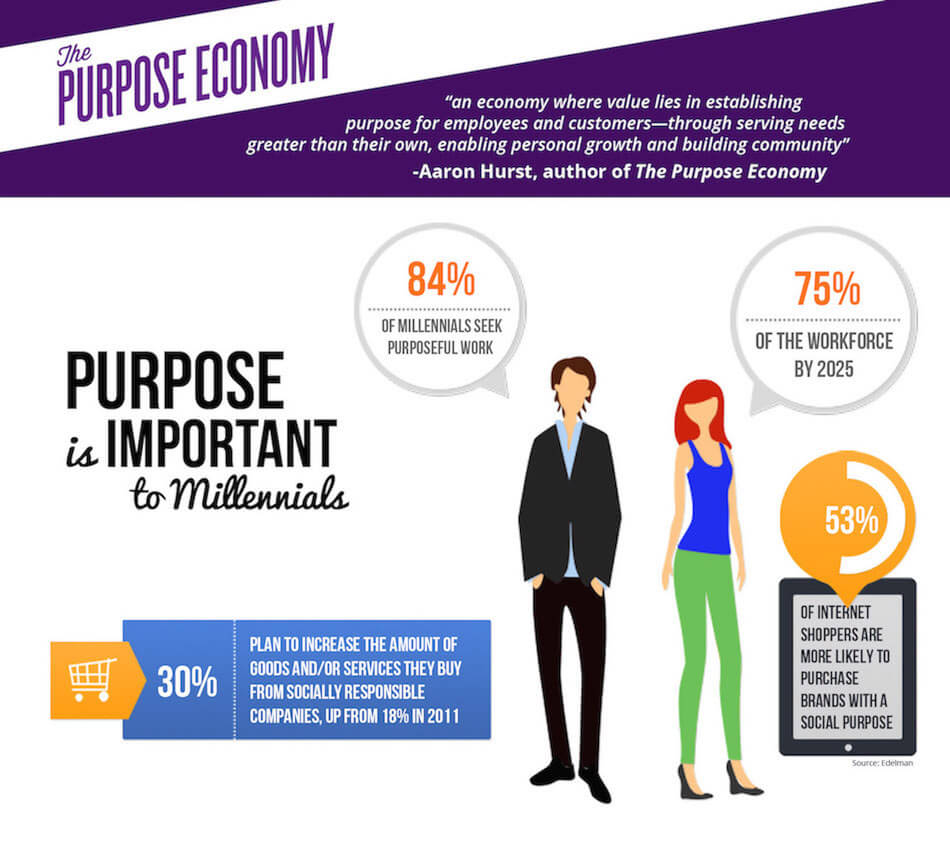 The
PURPOSE ECONOMY
“an economy where value lies in establishing
purpose for employees and customers—through serving needs
greater than their own, enabling personal growth and building community”
-Aaron Hurst, author of The Purpose Economy
84%
OF MILLENNIALS SEEK
PURPOSEFUL WORK
75%
OF THE WORKFORCE
BY 2025
PURPOSE
is IMPORTANT
to Millennials
53%
OF INTERNET
SHOPPERS ARE
MORE LIKELY TO
PURCHASE
BRANDS WITH A
SOCIAL PURPOSE
30%
PLAN TO INCREASE THE AMOUNT OF
GOODS AND/OR SERVICES THEY BUY
FROM SOCIALLY RESPONSIBLE
COMPANIES, UP FROM 18% IN 2011
Source: Edelman